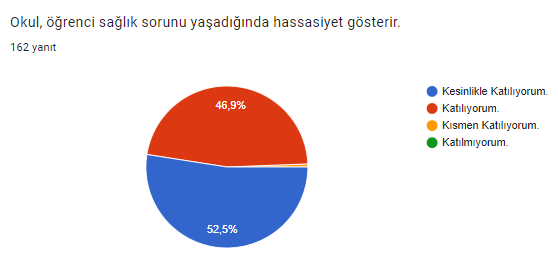 Okul, öğrenci sağlık sorunu yaşadığında hassasiyet gösterir.
162 yanıt
46,9%
52,5%
Kesinlikle Katılıyorum.
Katılıyorum.
Kısmen Katılıyorum.
Katılmıyorum.